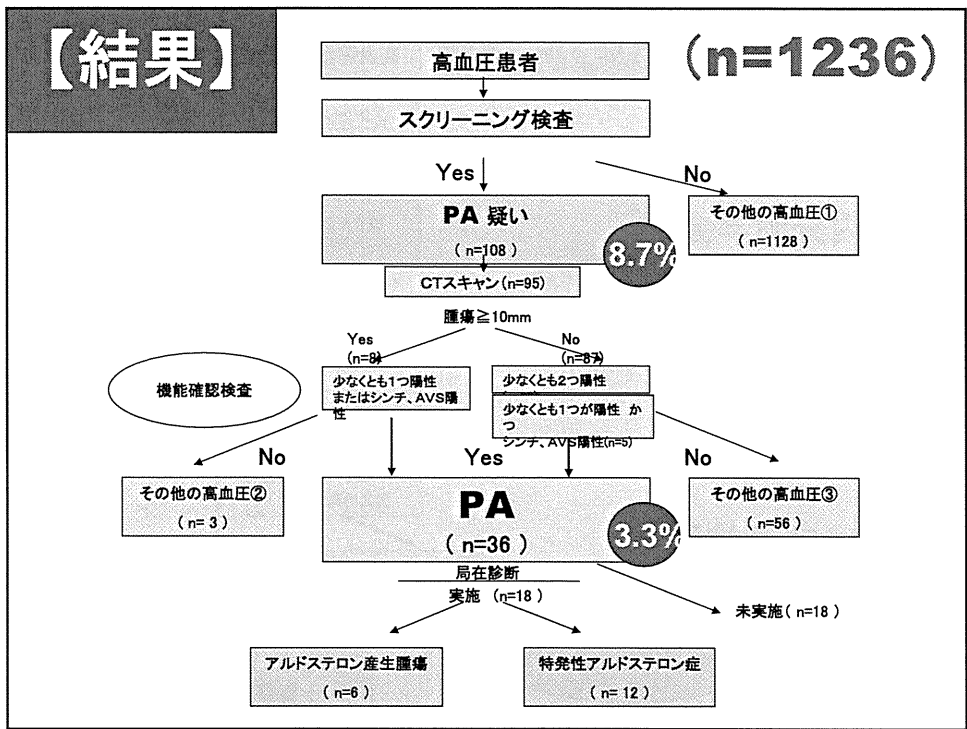 【結果】
(n=1236)
高血圧患者
スクリーニング検査
Yes
No
PA 疑い
( n=108)
8.7%
その他の高血圧①
( n=1128)
CTスキャン(n=95)
腫瘍≧10mm
Yes
(n=8)
No
(n=87)
機能確認検査
少なくとも1つ陽性
またはシンチ、AVS陽
性
少なくとも2つ陽性
少なくとも1つが陽性 か
つ
シンチ、AVS陽性(n=5)
No
Yes
No
その他の高血圧②
( n= 3 )
PA
( n=36 )
3.3%
その他の高血圧③
( n=56 )
局在診断
実施 (n=18 )
未実施( n=18 )
アルドステロン産生腫瘍
( n=6 )
特発性アルドステロン症
( n= 12 )